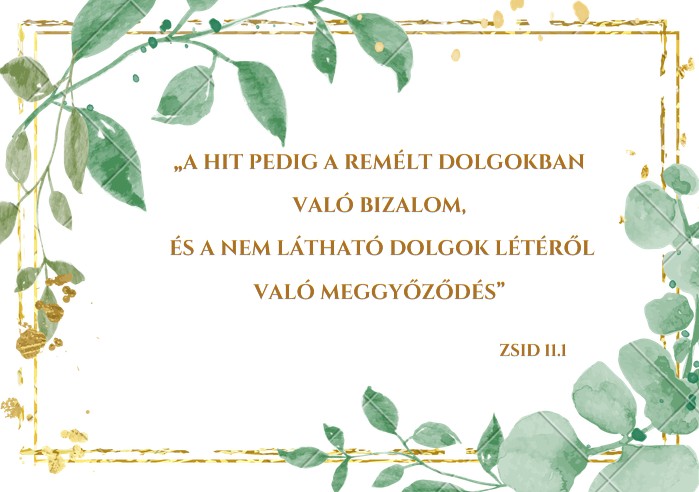 „A HIT PEDIG A REMÉLT DOLGOKBAN
VALÓ BIZALOM,
ÉS A NEM LÁTHATÓ DOLGOK LÉTÉRŐL
VALÓ MEGGYŐZŐDÉS”
ZSID 11.1